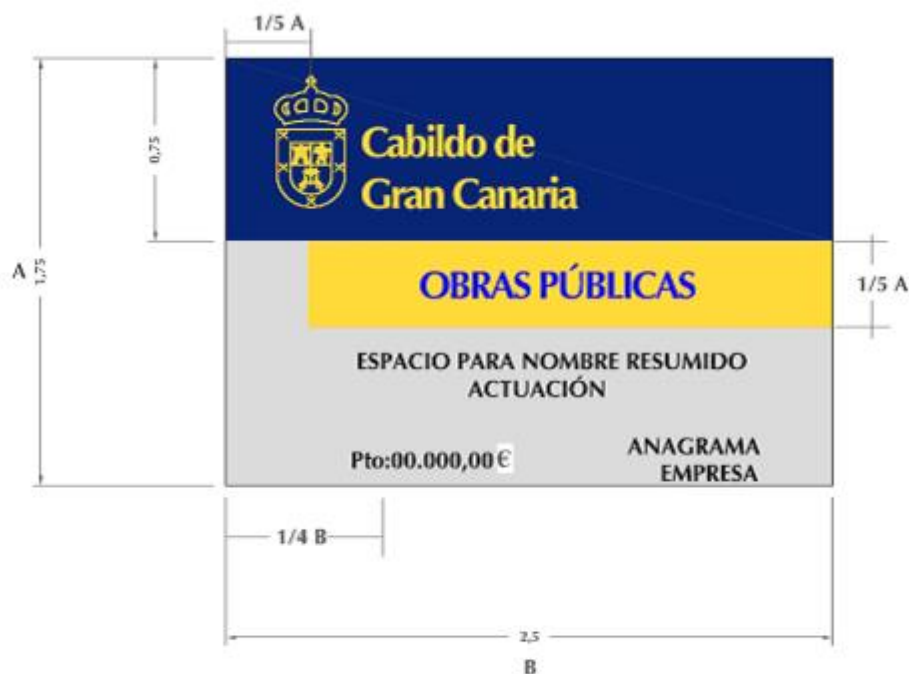 1/5 A
0,75
Cabildo de
Gran Canaria
A
1,75
OBRAS PÚBLICAS
1/5 A
ESPACIO PARA NOMBRE RESUMIDO
ACTUACIÓN
Pto:00.000,00 €
ANAGRAMA
EMPRESA
1/4 B
2,5
B